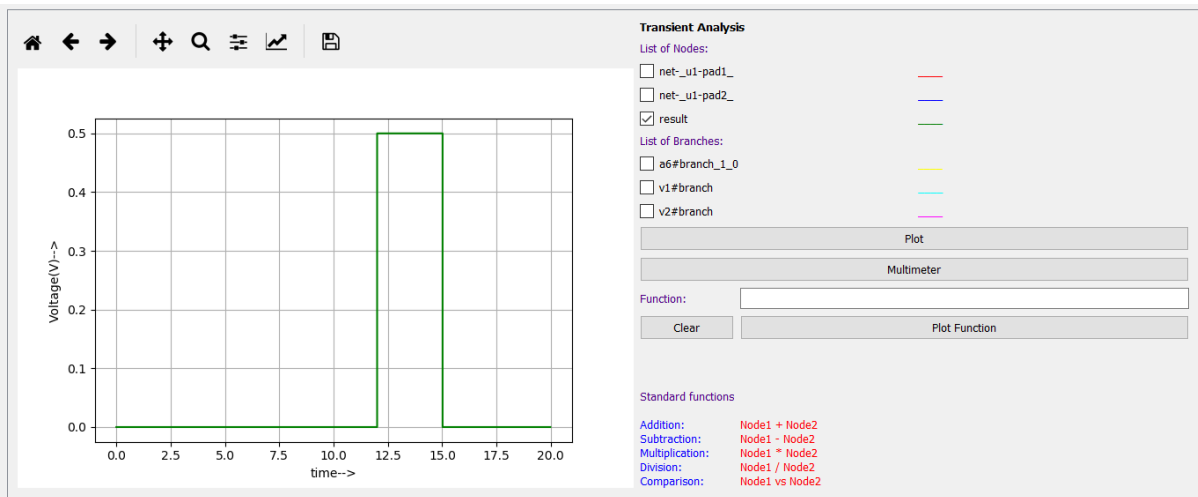 Transient Analysis
List of Nodes:
net-_u1-pad1_
net-_u1-pad2_
result
List of Branches:
a6#branch_1_0
v1#branch
v2#branch
Plot
Multimeter
Function:
Clear
Plot Function
Standard functions
Addition: Node1 + Node2
Subtraction: Node1 - Node2
Multiplication: Node1 * Node2
Division: Node1 / Node2
Comparison: Node1 vs Node2
0.5
0.4
0.3
0.2
0.1
0.0
Voltage(V)-->
0.0 2.5 5.0 7.5 10.0 12.5 15.0 17.5 20.0
time-->